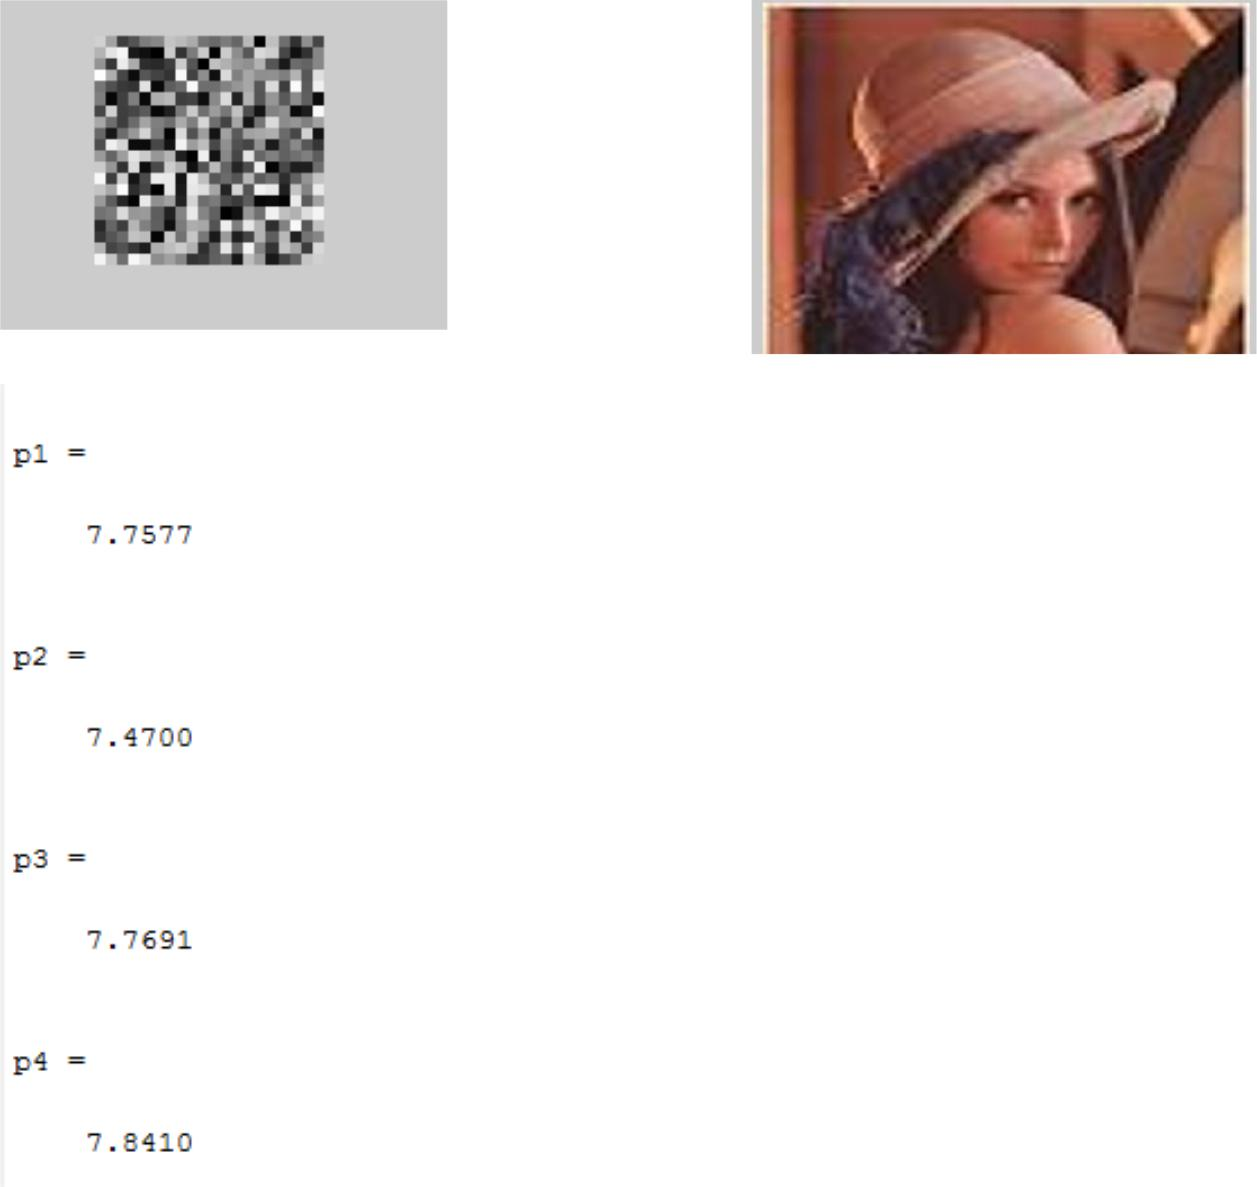 p1 =
7.7577
p2 =
7.4700
p3 =
7.7691
p4 =
7.8410